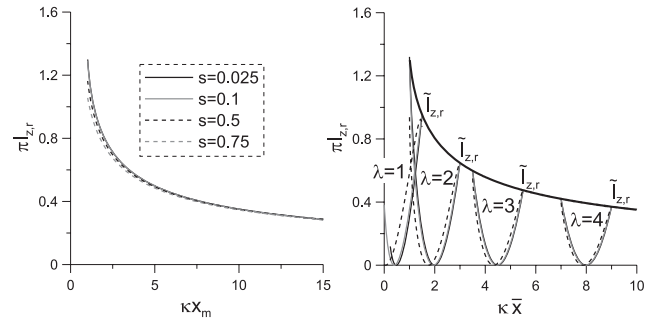 1.6
1.2
0.8
0.4
0
πI_{z,r}
s=0.025
s=0.1
s=0.5
s=0.75
0 5 10 15
κx_m
1.6
1.2
0.8
0.4
0
πI_{z,r}
Ĩ_{z,r}
Ĩ_{z,r}
Ĩ_{z,r}
Ĩ_{z,r}
λ=1
λ=2
λ=3
λ=4
0 2 4 6 8 10
κ x̄